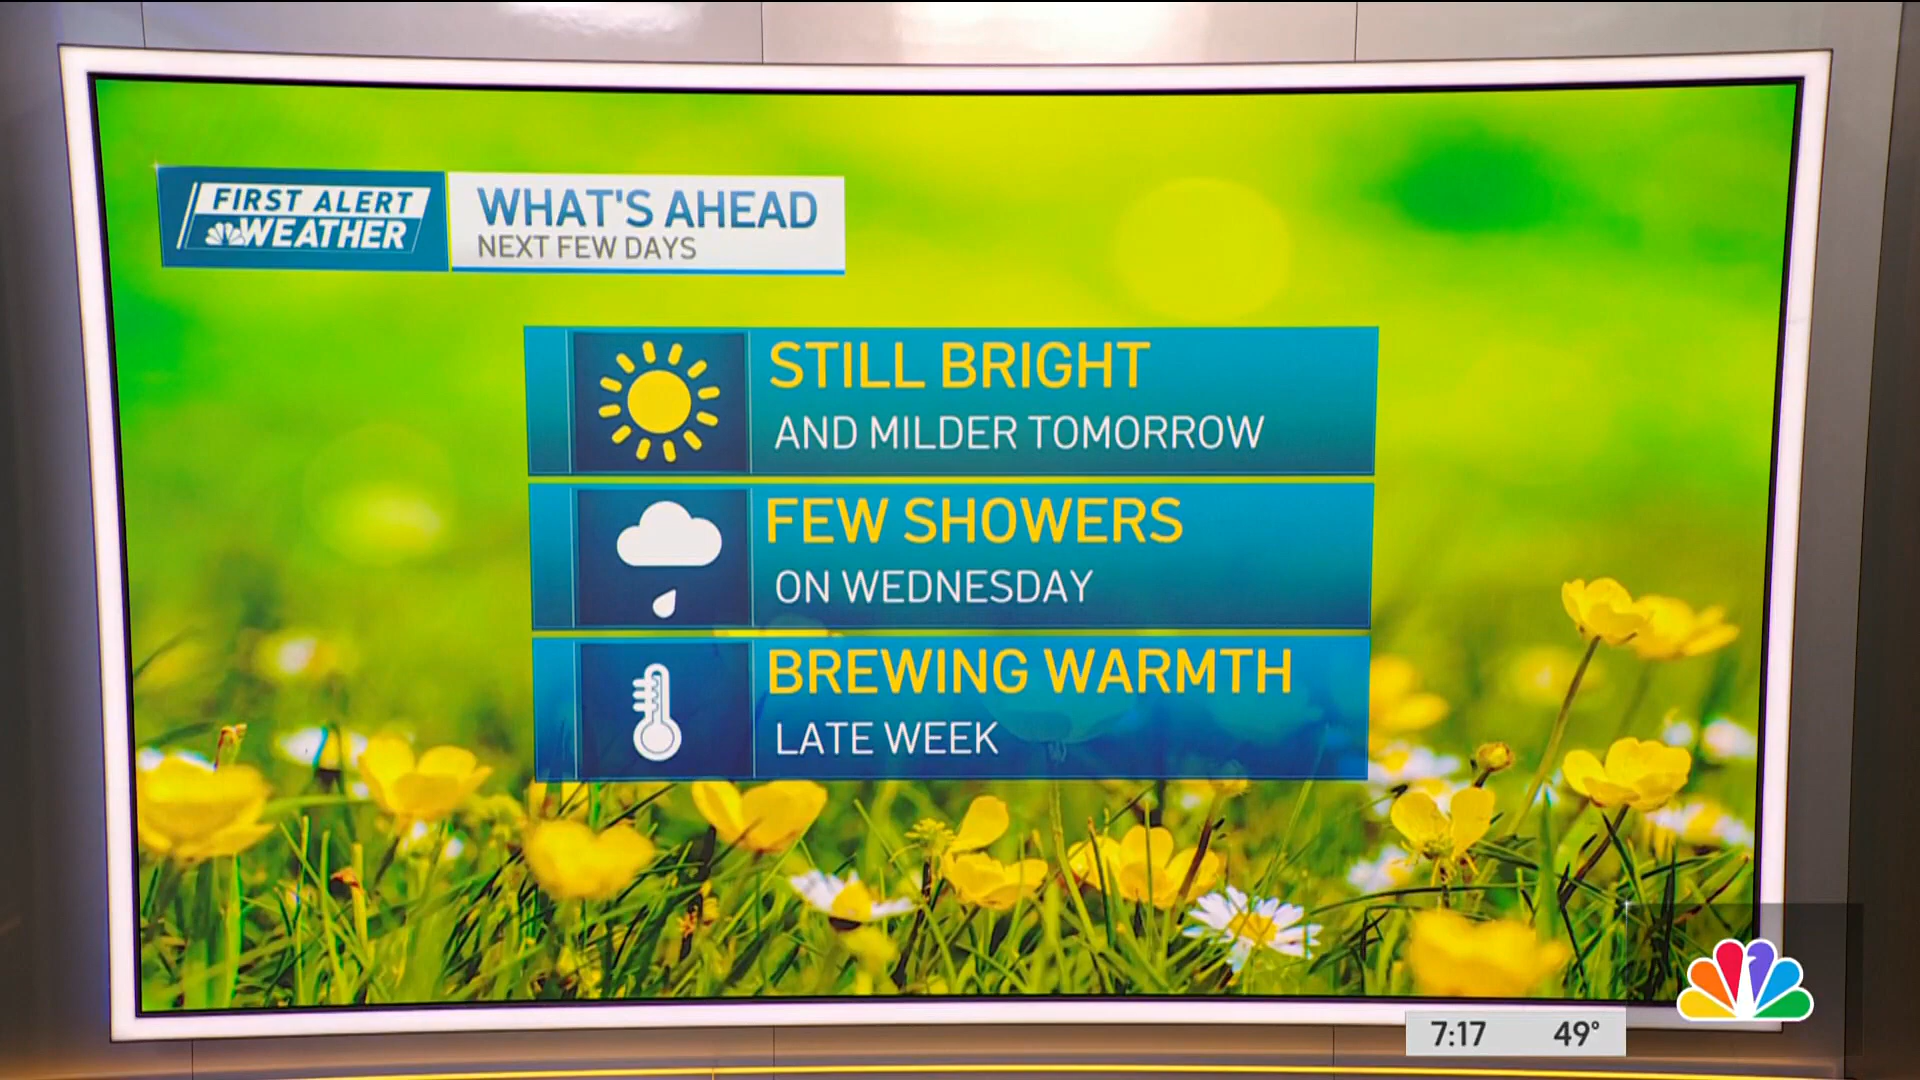 FIRST ALERT
WEATHER
WHAT'S AHEAD
NEXT FEW DAYS
STILL BRIGHT
AND MILDER TOMORROW
FEW SHOWERS
ON WEDNESDAY
BREWING WARMTH
LATE WEEK
7:17 49°